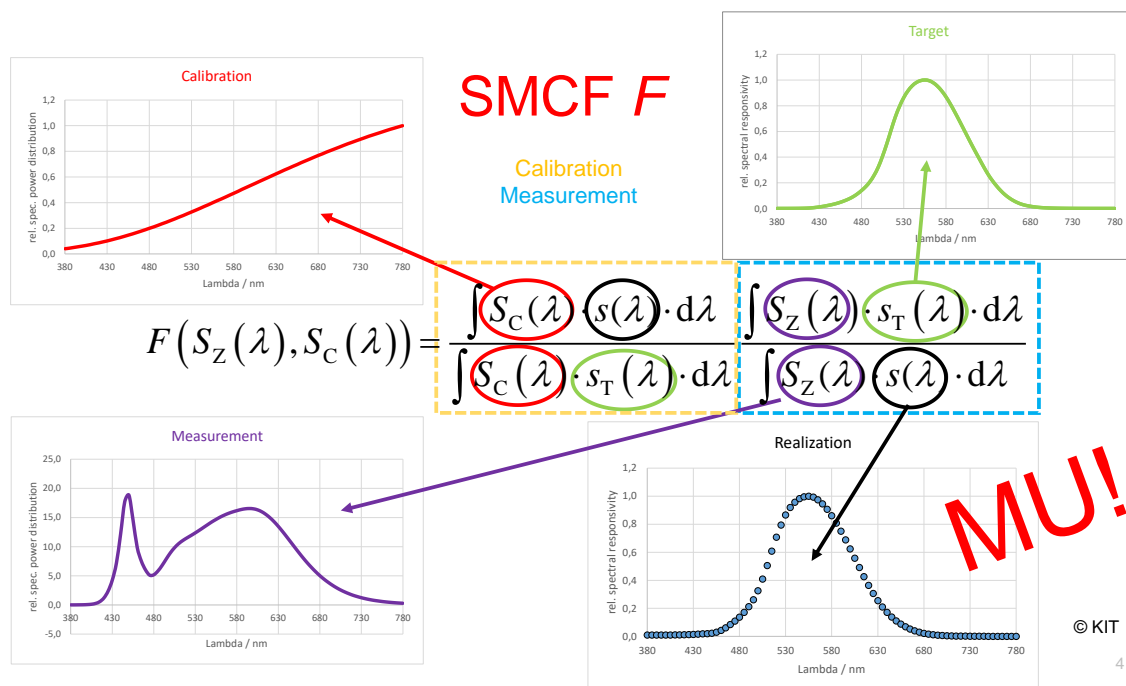 Target
1,2
1,0
0,8
0,6
0,4
0,2
0,0
380 430 480 530 580 630 680 730 780
Lambda / nm
rel. spectral responsivity
Calibration
1,2
1,0
0,8
0,6
0,4
0,2
0,0
380 430 480 530 580 630 680 730 780
Lambda / nm
rel. spec. power distribution
SMCF F
Calibration
Measurement
F(S_Z(λ), S_C(λ)) = ∫ S_C(λ) · s(λ) · dλ ∫ S_Z(λ) · s_T(λ) · dλ
∫ S_C(λ) · s_T(λ) · dλ ∫ S_Z(λ) · s(λ) · dλ
Measurement
25,0
20,0
15,0
10,0
5,0
0,0
-5,0
380 430 480 530 580 630 680 730 780
Lambda / nm
rel. spec. power distribution
Realization
1,2
1,0
0,8
0,6
0,4
0,2
0,0
380 430 480 530 580 630 680 730 780
Lambda / nm
rel. spectral responsivity
MU!
© KIT
4